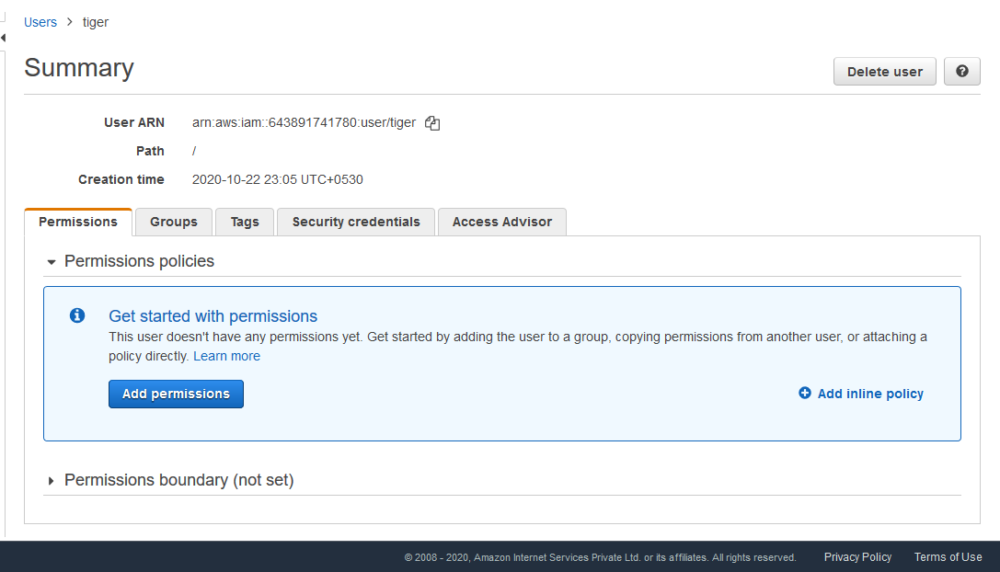 Users > tiger
Summary
Delete user
User ARN arn:aws:iam::643891741780:user/tiger
Path /
Creation time 2020-10-22 23:05 UTC+0530
Permissions Groups Tags Security credentials Access Advisor
Permissions policies
Get started with permissions
This user doesn't have any permissions yet. Get started by adding the user to a group, copying permissions from another user, or attaching a
policy directly. Learn more
Add permissions Add inline policy
Permissions boundary (not set)
© 2008 - 2020, Amazon Internet Services Private Ltd. or its affiliates. All rights reserved. Privacy Policy Terms of Use